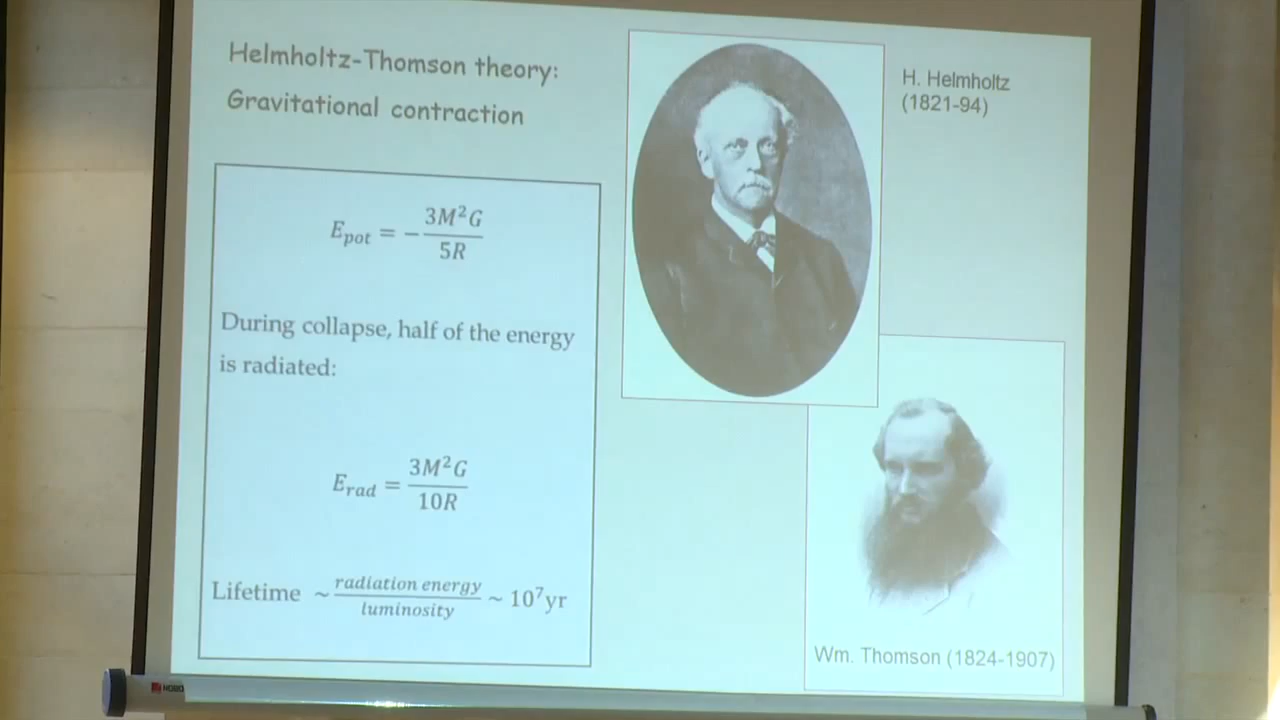 Helmholtz-Thomson theory:
Gravitational contraction
H. Helmholtz
(1821-94)
E_pot = − 3M²G / 5R
During collapse, half of the energy
is radiated:
E_rad = 3M²G / 10R
Lifetime ~ radiation energy / luminosity ~ 10⁷yr
Wm. Thomson (1824-1907)
NOBO